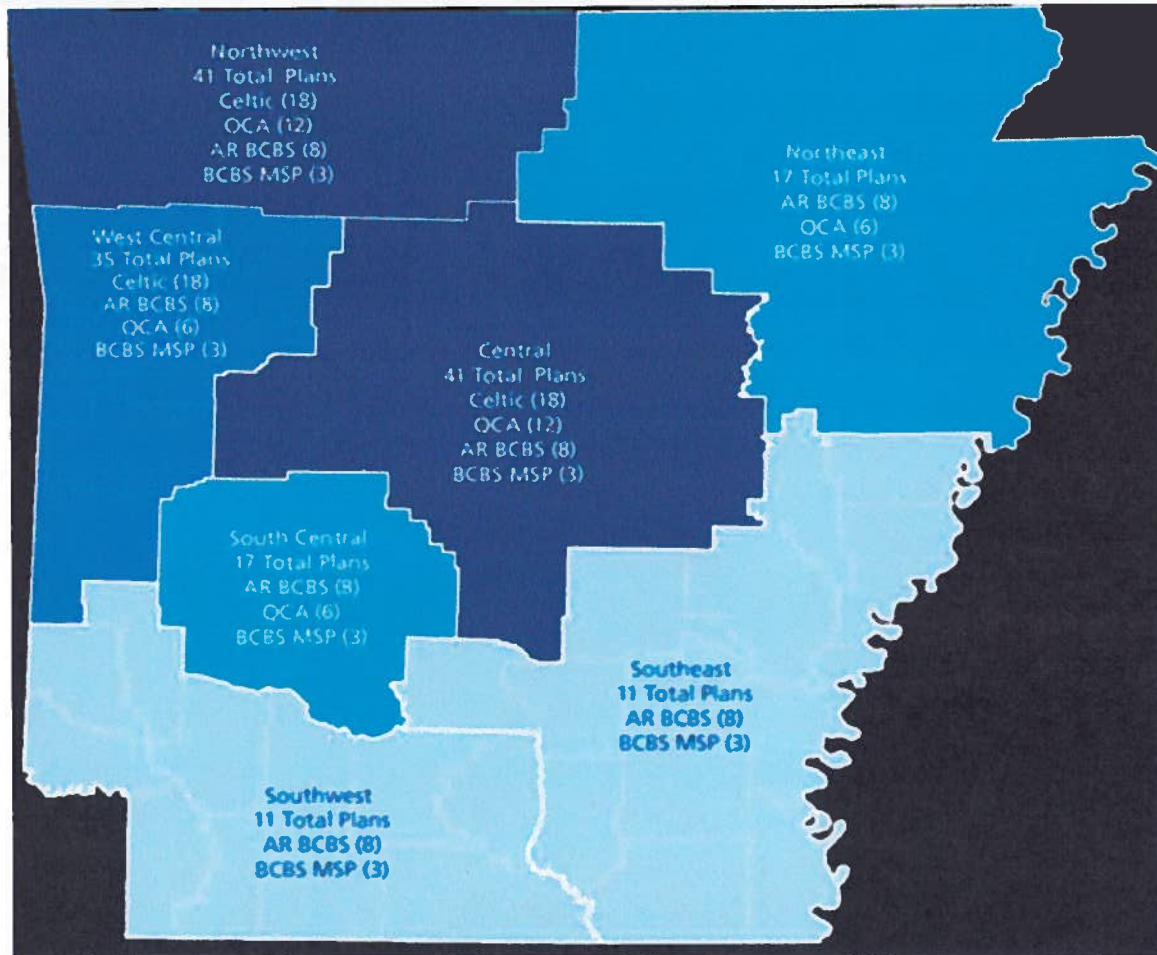 Northwest
41 Total Plans
Celtic (18)
QCA (12)
AR BCBS (8)
BCBS MSP (3)
Northeast
17 Total Plans
AR BCBS (8)
QCA (6)
BCBS MSP (3)
West Central
35 Total Plans
Celtic (18)
AR BCBS (8)
QCA (6)
BCBS MSP (3)
Central
41 Total Plans
Celtic (18)
QCA (12)
AR BCBS (8)
BCBS MSP (3)
South Central
17 Total Plans
AR BCBS (8)
QCA (6)
BCBS MSP (3)
Southeast
11 Total Plans
AR BCBS (8)
BCBS MSP (3)
Southwest
11 Total Plans
AR BCBS (8)
BCBS MSP (3)